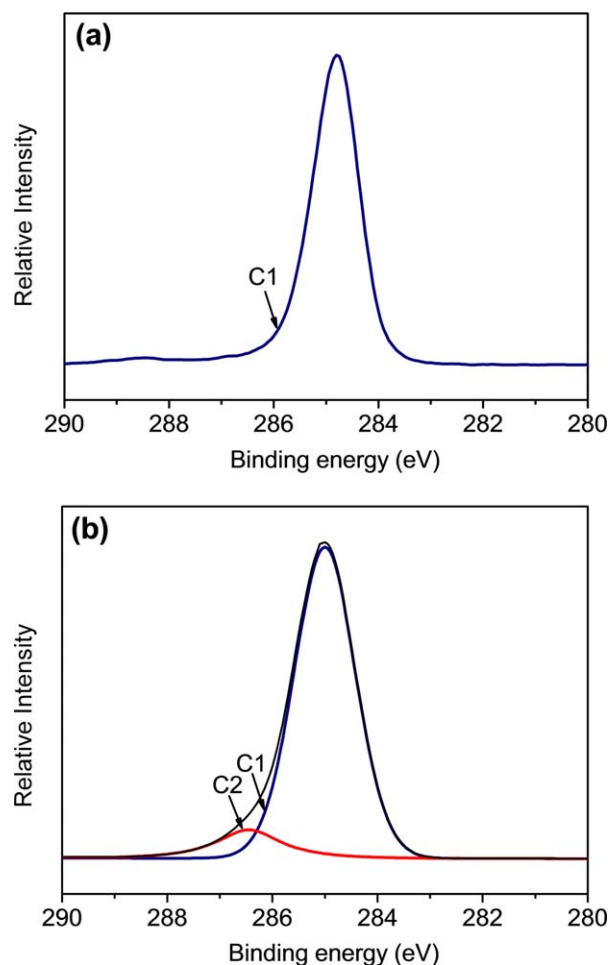 (a)
Relative Intensity
C1
290 288 286 284 282 280
Binding energy (eV)
(b)
Relative Intensity
C1
C2
290 288 286 284 282 280
Binding energy (eV)